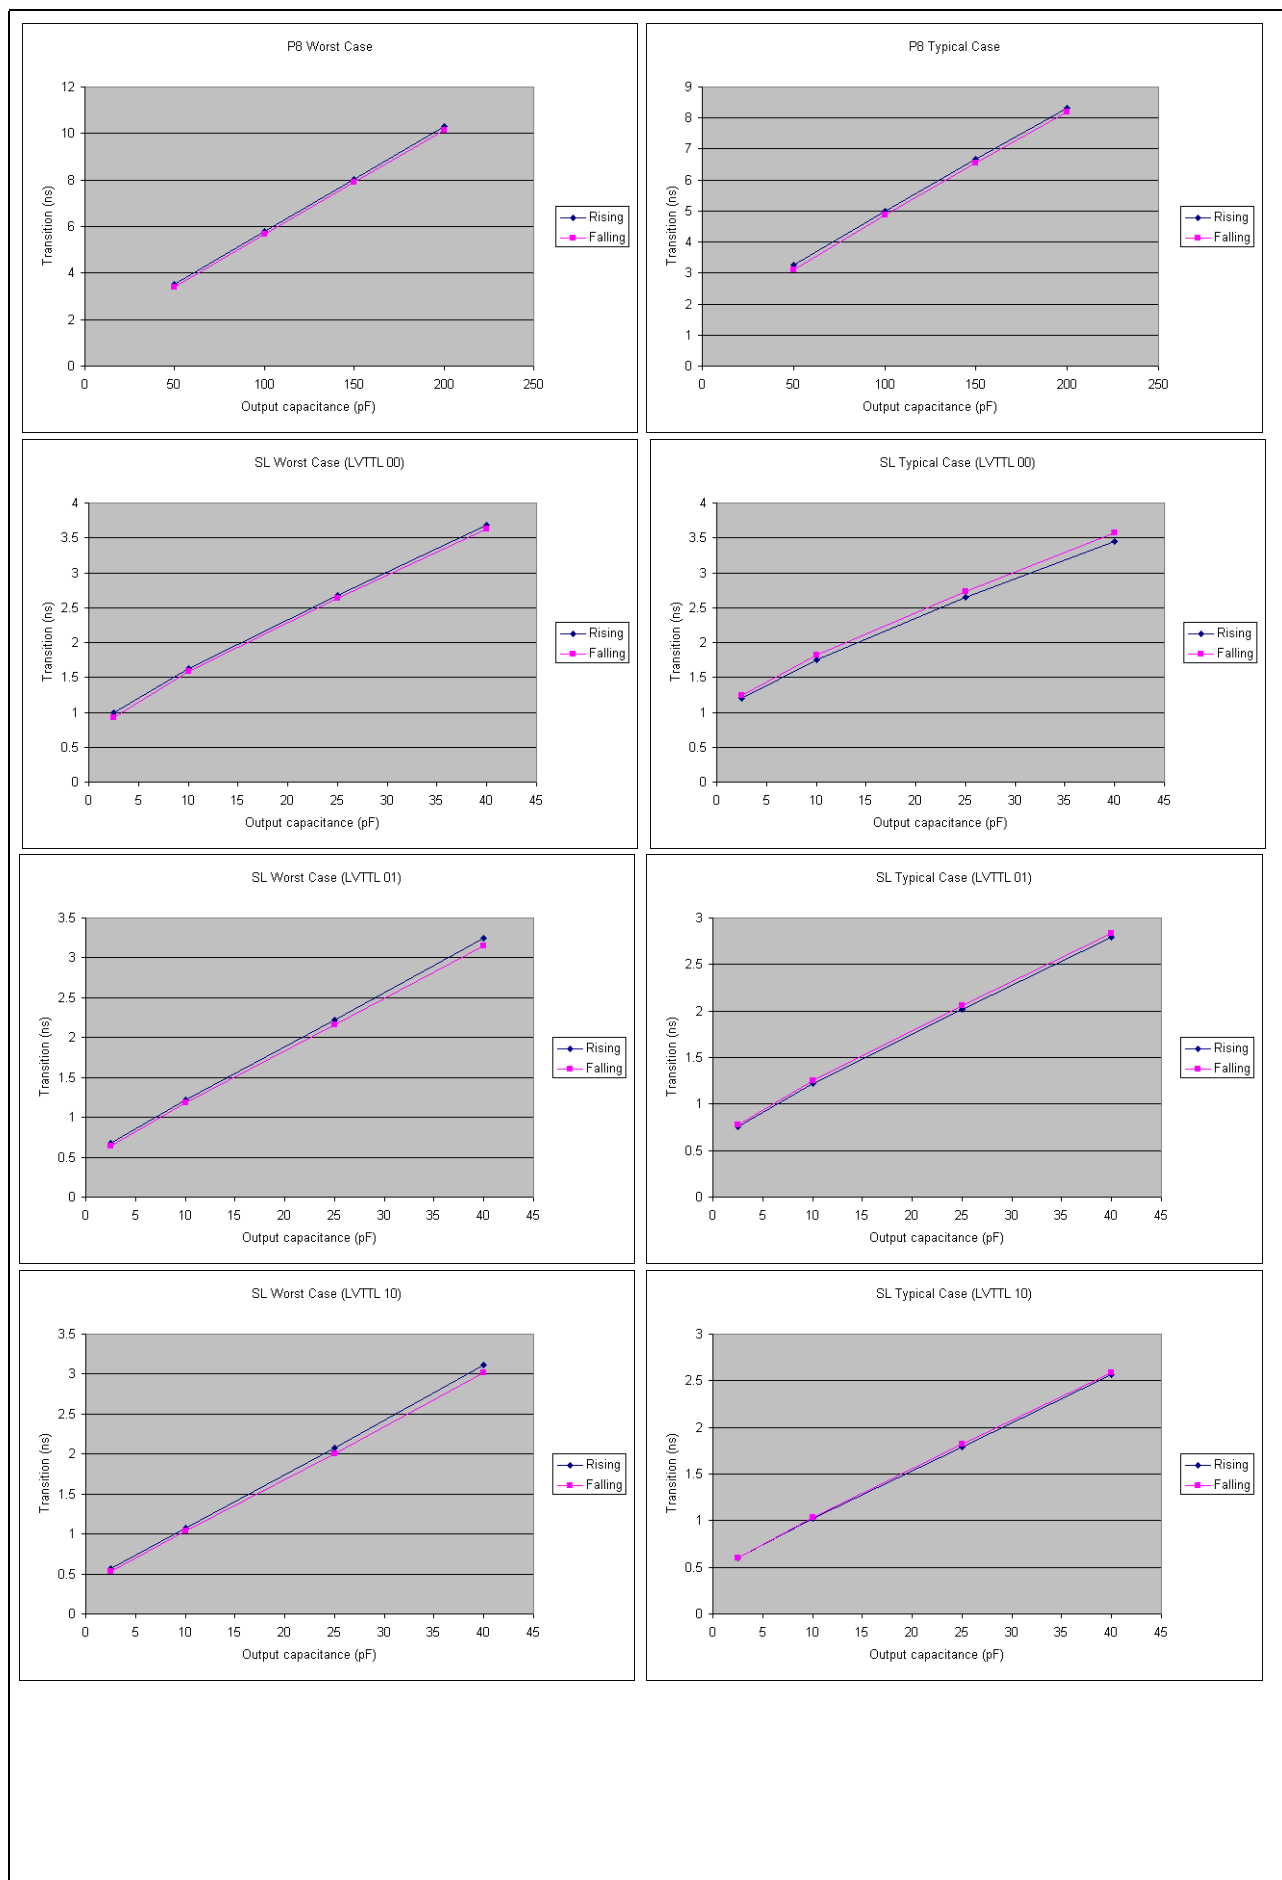 P8 Worst Case
12
10
8
6
4
2
0
Transition (ns)
0 50 100 150 200 250
Output capacitance (pF)
Rising
Falling
P8 Typical Case
9
8
7
6
5
4
3
2
1
0
Transition (ns)
0 50 100 150 200 250
Output capacitance (pF)
Rising
Falling
SL Worst Case (LVTTL 00)
4
3.5
3
2.5
2
1.5
1
0.5
0
Transition (ns)
0 5 10 15 20 25 30 35 40 45
Output capacitance (pF)
Rising
Falling
SL Typical Case (LVTTL 00)
4
3.5
3
2.5
2
1.5
1
0.5
0
Transition (ns)
0 5 10 15 20 25 30 35 40 45
Output capacitance (pF)
Rising
Falling
SL Worst Case (LVTTL 01)
3.5
3
2.5
2
1.5
1
0.5
0
Transition (ns)
0 5 10 15 20 25 30 35 40 45
Output capacitance (pF)
Rising
Falling
SL Typical Case (LVTTL 01)
3
2.5
2
1.5
1
0.5
0
Transition (ns)
0 5 10 15 20 25 30 35 40 45
Output capacitance (pF)
Rising
Falling
SL Worst Case (LVTTL 10)
3.5
3
2.5
2
1.5
1
0.5
0
Transition (ns)
0 5 10 15 20 25 30 35 40 45
Output capacitance (pF)
Rising
Falling
SL Typical Case (LVTTL 10)
3
2.5
2
1.5
1
0.5
0
Transition (ns)
0 5 10 15 20 25 30 35 40 45
Output capacitance (pF)
Rising
Falling